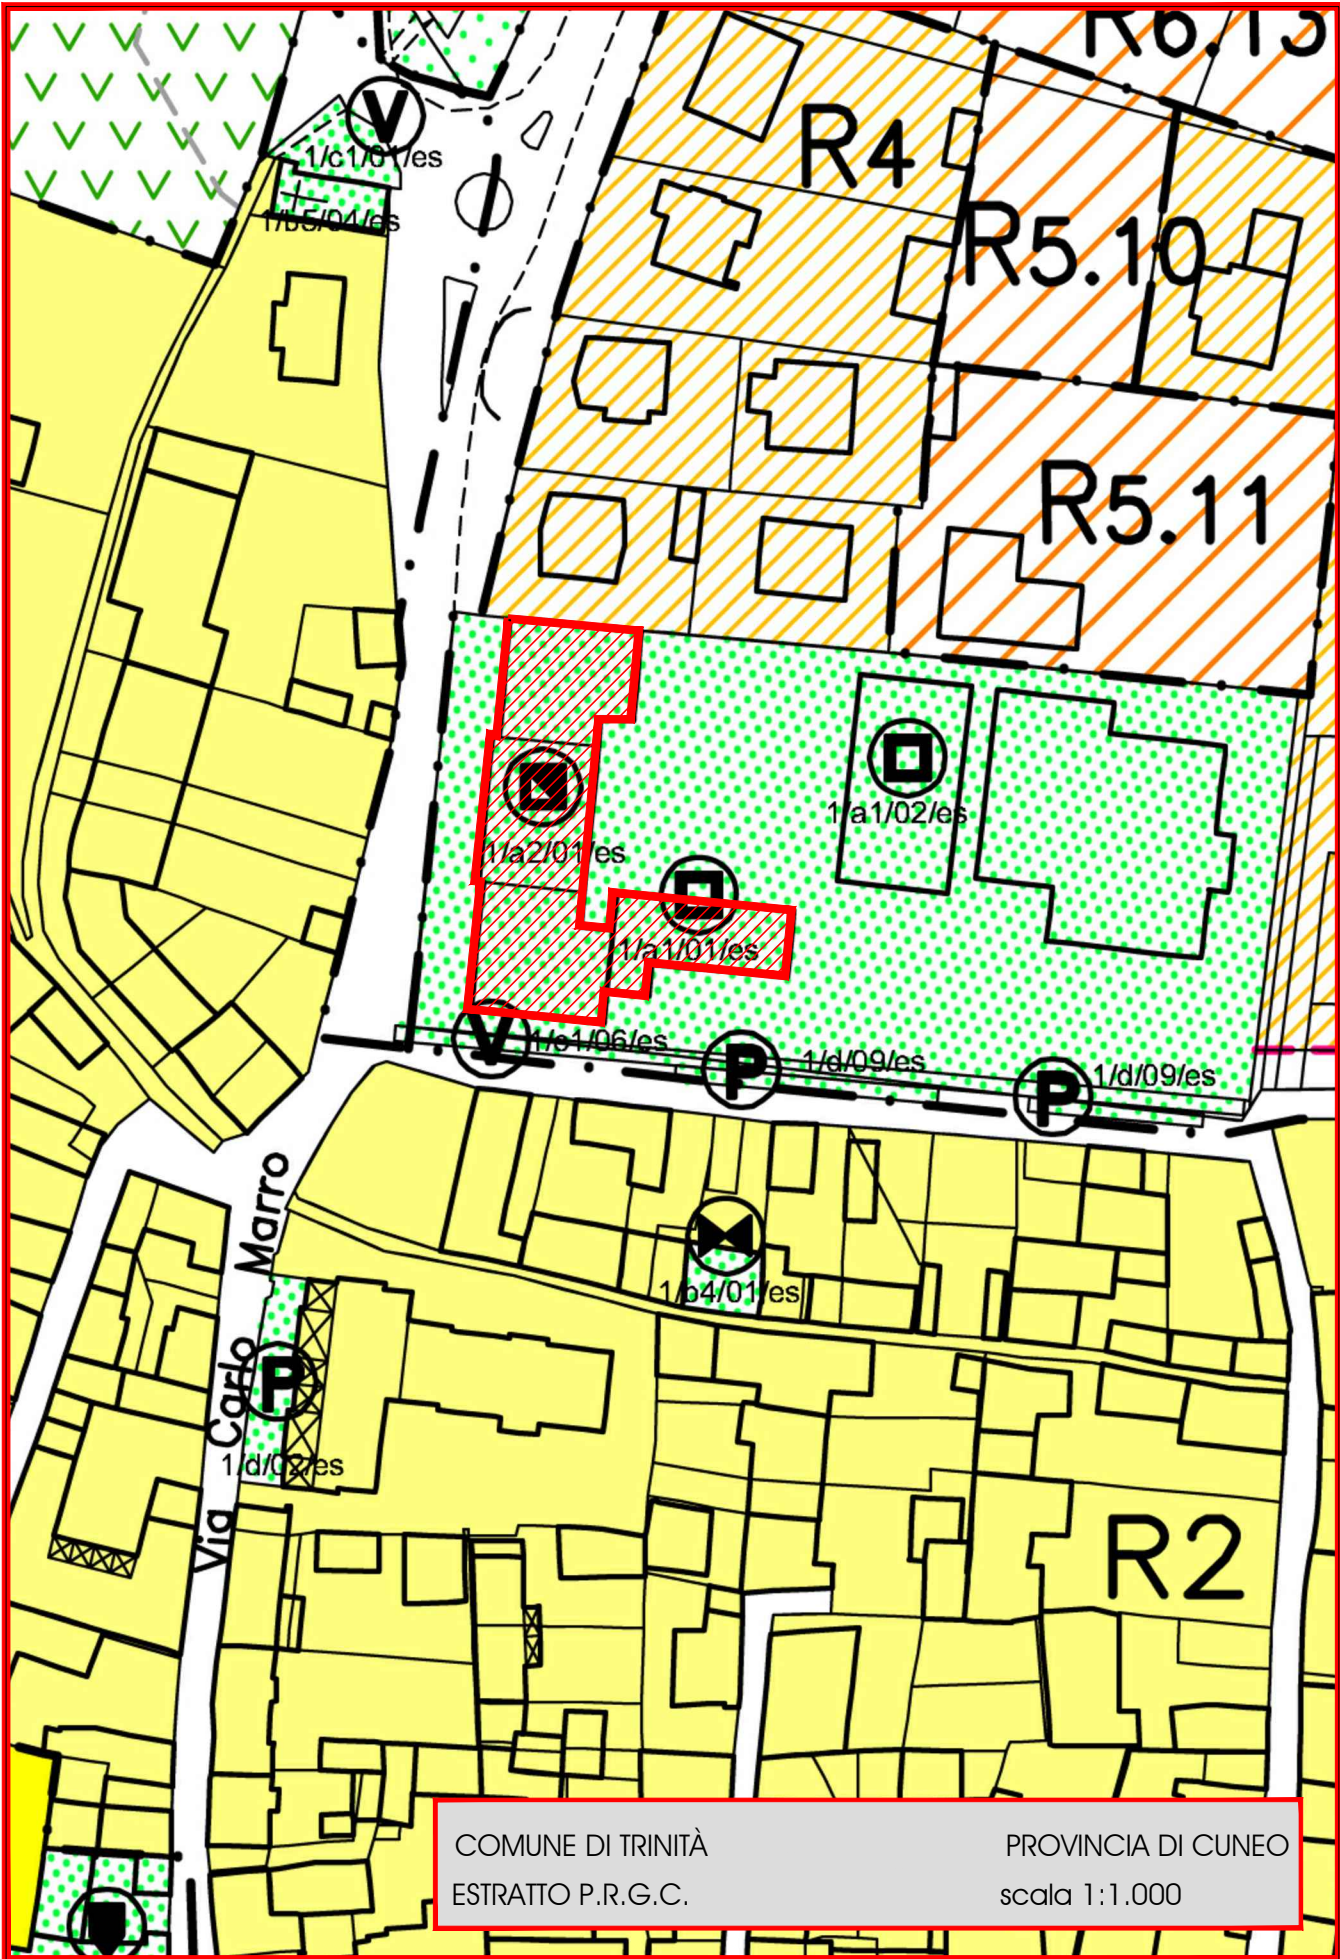 R6.13
V
1/c1/01/es
R4
1/b5/04/es
R5.10
R5.11
1/a1/02/es
1/a2/01/es
1/a1/01/es
V
1/c1/06/es
P
1/d/09/es
P
1/d/09/es
1/b4/01/es
Via Carlo Marro
P
1/d/02/es
R2
COMUNE DI TRINITÀ
PROVINCIA DI CUNEO
ESTRATTO P.R.G.C.
scala 1:1.000